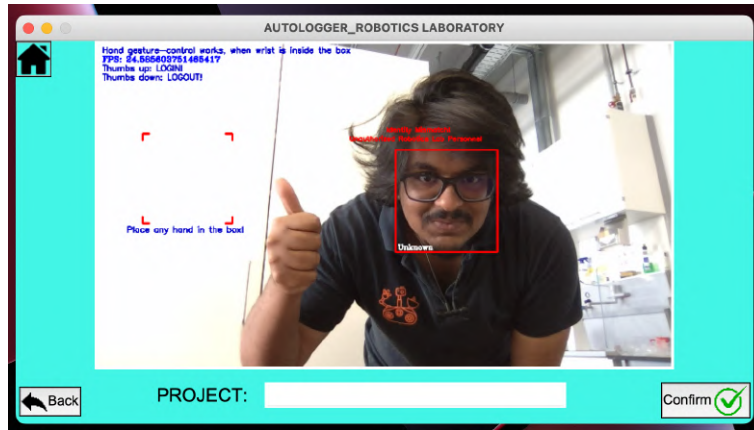 AUTOLOGGER_ROBOTICS LABORATORY
Hand gesture-control works, when wrist is inside the box
FPS: 24.565603751465417
Thumbs up: LOGIN!
Thumbs down: LOGOUT!
Place any hand in the box!
Unknown
Back
PROJECT:
Confirm